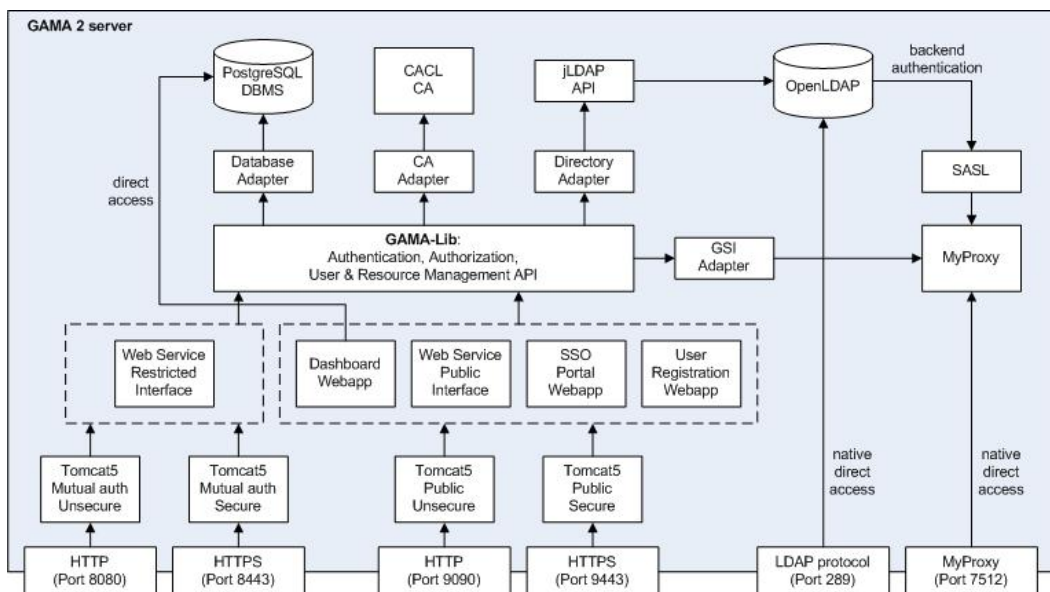 GAMA 2 server
PostgreSQL
DBMS
CACL
CA
jLDAP
API
OpenLDAP
backend
authentication
direct
access
Database
Adapter
CA
Adapter
Directory
Adapter
SASL
GAMA-Lib:
Authentication, Authorization,
User & Resource Management API
GSI
Adapter
MyProxy
Web Service
Restricted
Interface
Dashboard
Webapp
Web Service
Public
Interface
SSO
Portal
Webapp
User
Registration
Webapp
Tomcat5
Mutual auth
Unsecure
Tomcat5
Mutual auth
Secure
Tomcat5
Public
Unsecure
Tomcat5
Public
Secure
native
direct
access
native
direct
access
HTTP
(Port 8080)
HTTPS
(Port 8443)
HTTP
(Port 9090)
HTTPS
(Port 9443)
LDAP protocol
(Port 289)
MyProxy
(Port 7512)